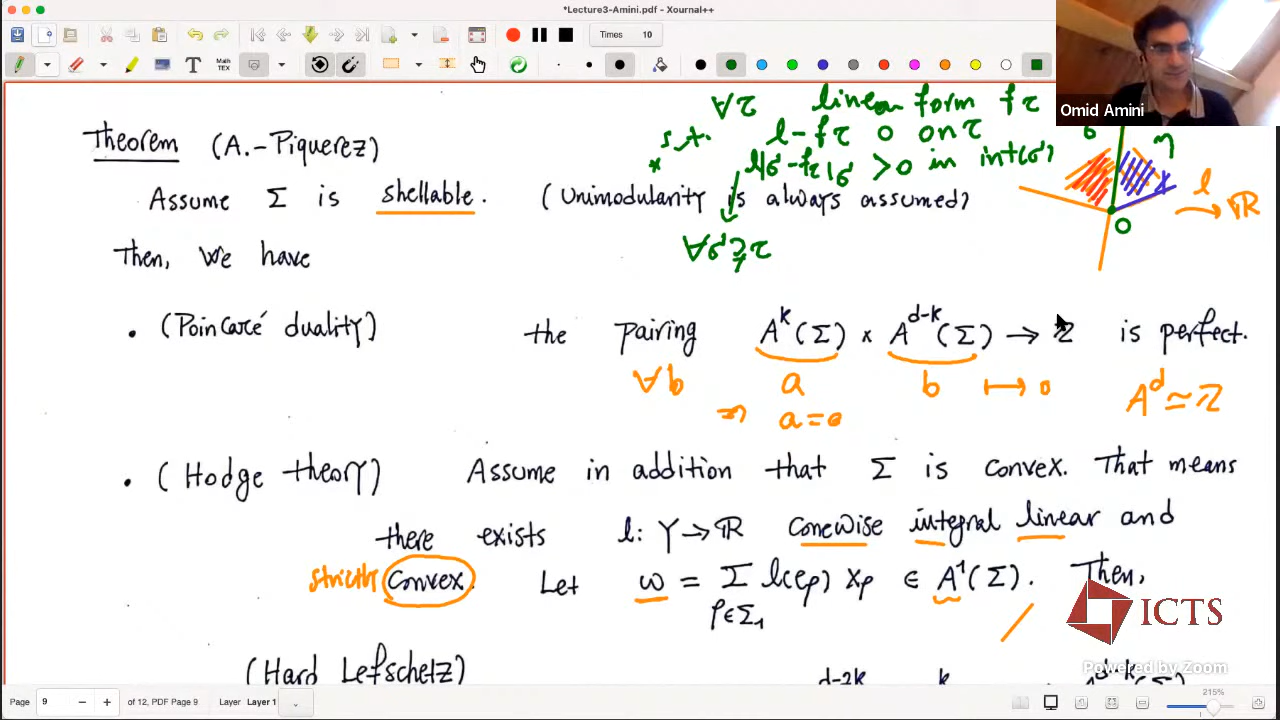 *Lecture3-Amini.pdf - Xournal++
Math TEX
Times 10
Omid Amini
∀τ linear form fτ
s.t. l - fτ 0 on τ
* l|σ - fτ|σ > 0 in int(σ)
∀σ ⊋ τ
η
l
ℝ
0
Theorem (A.-Piquerez)
Assume Σ is shellable. (Unimodularity is always assumed)
Then, we have
• (Poincaré duality) the pairing A^k(Σ) × A^{d-k}(Σ) → ℤ is perfect.
∀b a b ↦ 0 A^d ≃ ℤ
⇒ a=0
• (Hodge theory) Assume in addition that Σ is convex. That means
there exists l: Y → ℝ conewise integral linear and
strictly convex. Let ω = Σ l(e_ρ) X_ρ ∈ A^1(Σ). Then,
ρ∈Σ_1
ICTS
(Hard Lefschetz) d-2k k
Powered by Zoom
Page 9 of 12, PDF Page 9 Layer Layer 1 215%